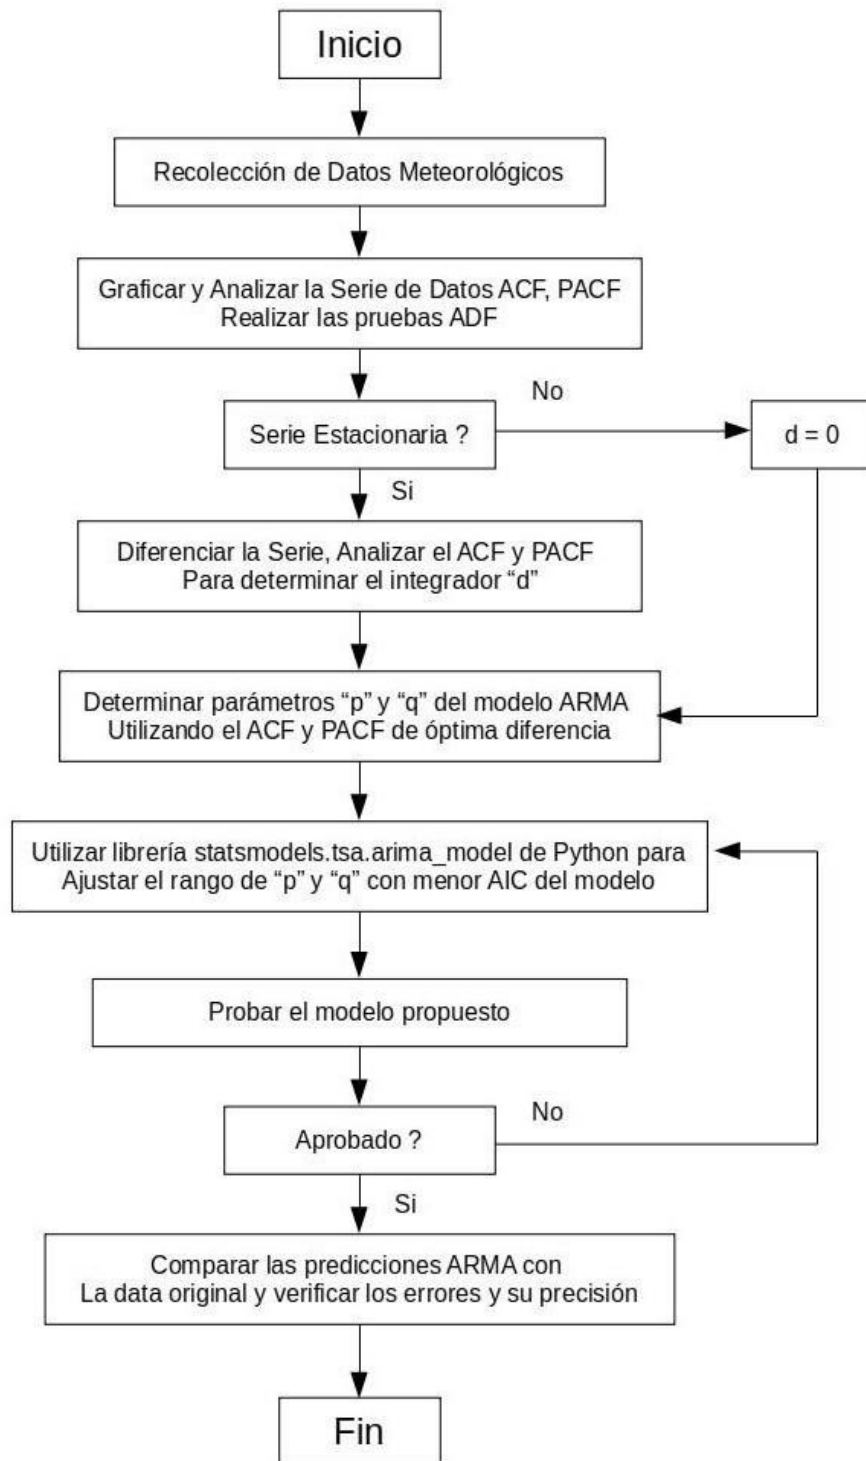 Inicio
Recolección de Datos Meteorológicos
Graficar y Analizar la Serie de Datos ACF, PACF
Realizar las pruebas ADF
Serie Estacionaria ?
No
d = 0
Si
Diferenciar la Serie, Analizar el ACF y PACF
Para determinar el integrador “d”
Determinar parámetros “p” y “q” del modelo ARMA
Utilizando el ACF y PACF de óptima diferencia
Utilizar librería statsmodels.tsa.arima_model de Python para
Ajustar el rango de “p” y “q” con menor AIC del modelo
Probar el modelo propuesto
Aprobado ?
No
Si
Comparar las predicciones ARMA con
La data original y verificar los errores y su precisión
Fin